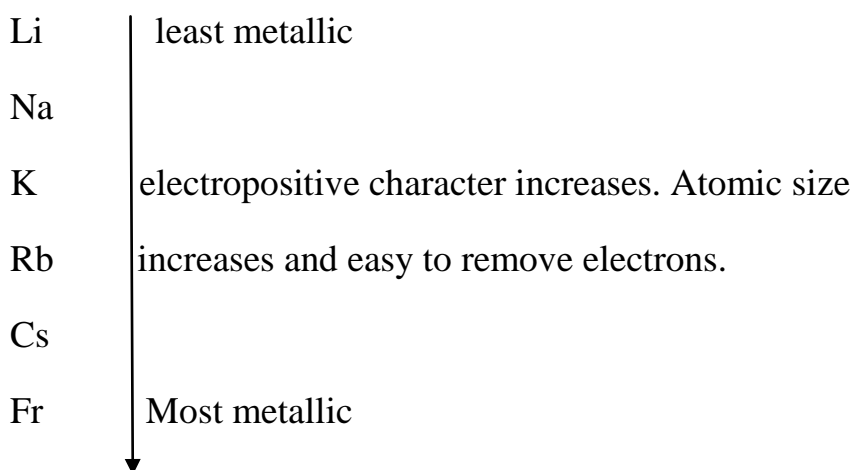 Li least metallic
Na
K electropositive character increases. Atomic size
Rb increases and easy to remove electrons.
Cs
Fr Most metallic